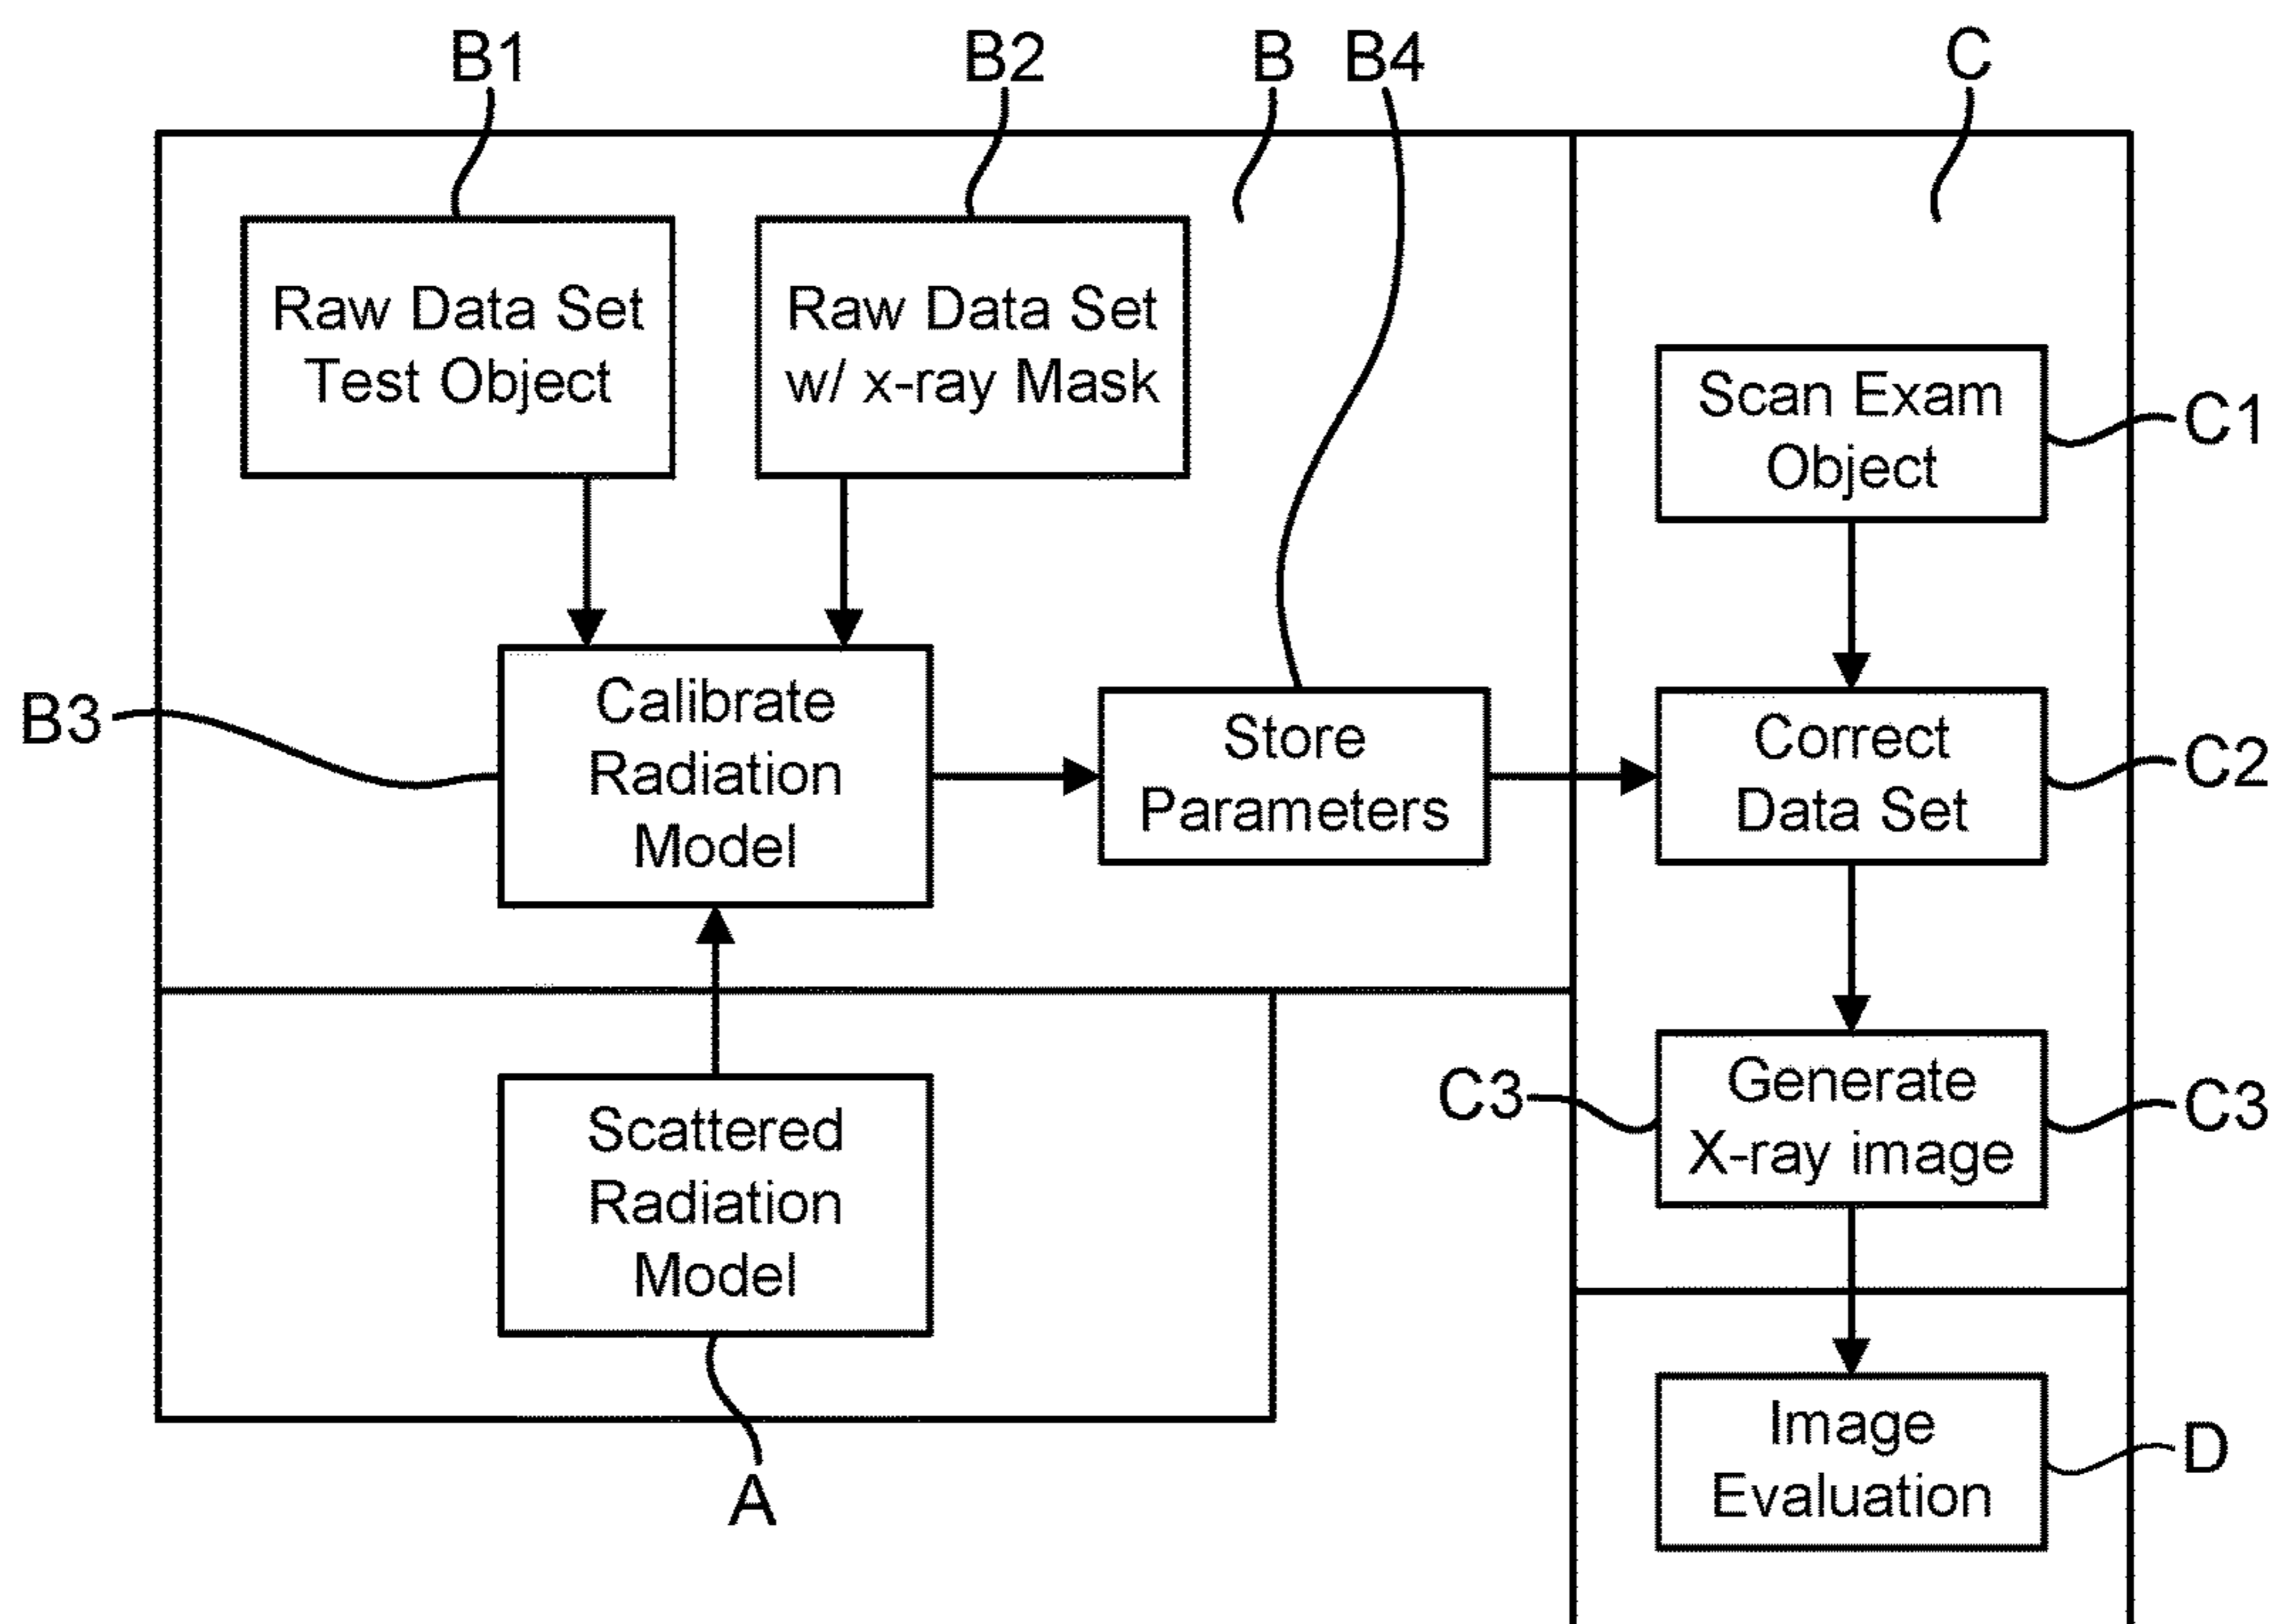 B1
B2
B
B4
C
Raw Data Set
Test Object
Raw Data Set
w/ x-ray Mask
Scan Exam
Object
C1
B3
Calibrate
Radiation
Model
Store
Parameters
Correct
Data Set
C2
C3
Generate
X-ray image
C3
Scattered
Radiation
Model
A
Image
Evaluation
D